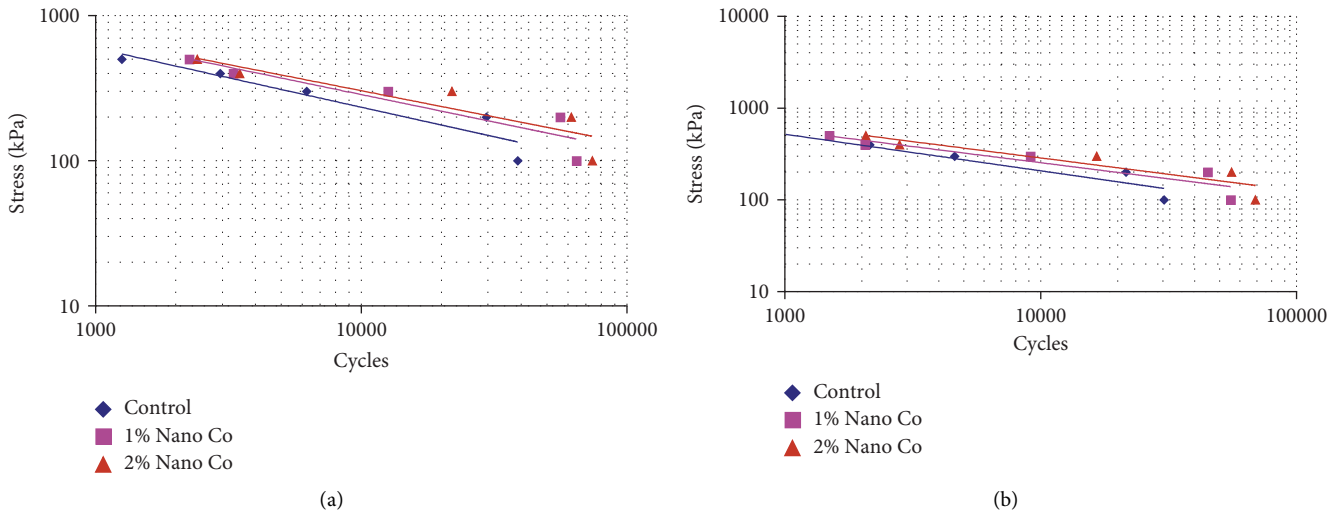 1000
100
10
Stress (kPa)
1000
10000
100000
Cycles
Control
1% Nano Co
2% Nano Co
(a)
10000
1000
100
10
Stress (kPa)
1000
10000
100000
Cycles
Control
1% Nano Co
2% Nano Co
(b)